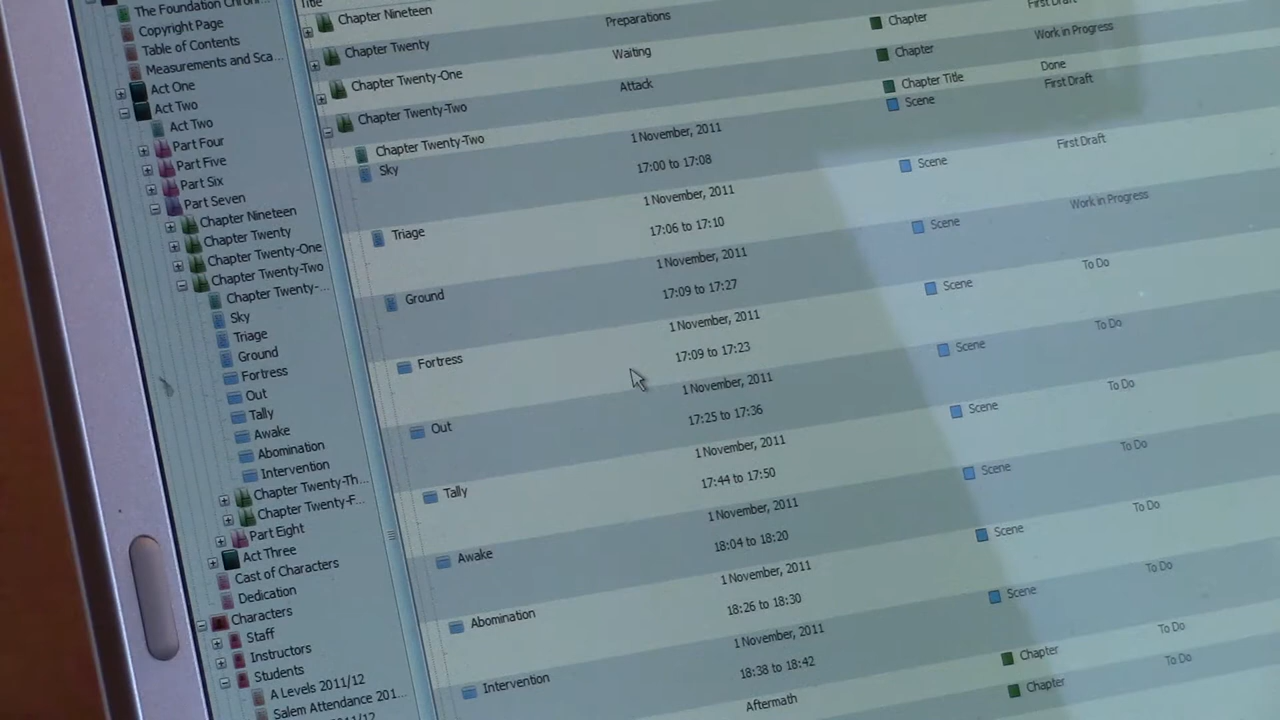 The Foundation Chroni...
Copyright Page
Table of Contents
Measurements and Sca...
Act One
Act Two
Act Two
Part Four
Part Five
Part Six
Part Seven
Chapter Nineteen
Chapter Twenty
Chapter Twenty-One
Chapter Twenty-Two
Chapter Twenty-...
Sky
Triage
Ground
Fortress
Out
Tally
Awake
Abomination
Intervention
Chapter Twenty-Th...
Chapter Twenty-F...
Part Eight
Act Three
Cast of Characters
Dedication
Characters
Staff
Instructors
Students
A Levels 2011/12
Salem Attendance 201...
Title
Chapter Nineteen Preparations Chapter First Draft
Chapter Twenty Waiting Chapter Work in Progress
Chapter Twenty-One Attack Chapter Title Done
Chapter Twenty-Two Scene First Draft
Chapter Twenty-Two 1 November, 2011
Sky 17:00 to 17:08 Scene First Draft
1 November, 2011
Triage 17:06 to 17:10 Scene Work in Progress
1 November, 2011
Ground 17:09 to 17:27 Scene To Do
1 November, 2011
Fortress 17:09 to 17:23 Scene To Do
1 November, 2011
Out 17:25 to 17:36 Scene To Do
1 November, 2011
Tally 17:44 to 17:50 Scene To Do
1 November, 2011
Awake 18:04 to 18:20 Scene To Do
1 November, 2011
Abomination 18:26 to 18:30 Scene To Do
1 November, 2011
Intervention 18:38 to 18:42 Chapter To Do
Aftermath Chapter To Do